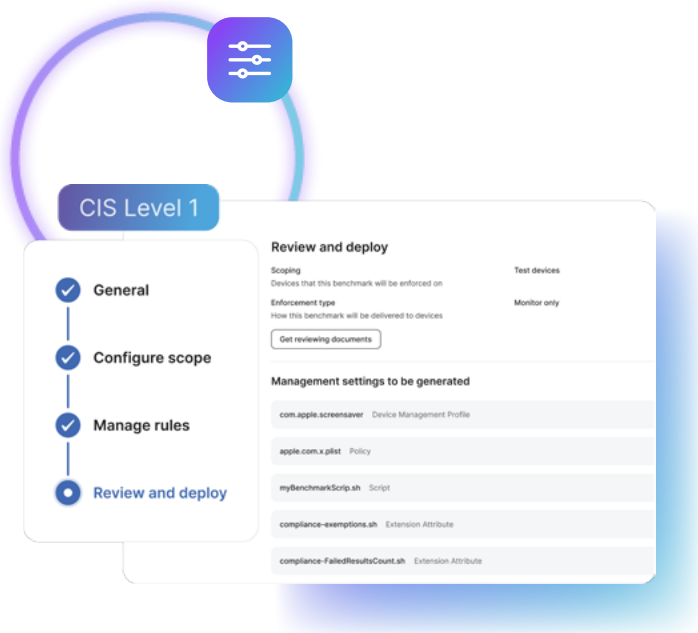 CIS Level 1
General
Configure scope
Manage rules
Review and deploy
Review and deploy
Scoping
Test devices
Devices that this benchmark will be enforced on
Enforcement type
Monitor only
How this benchmark will be delivered to devices
Get reviewing documents
Management settings to be generated
com.apple.screensaver Device Management Profile
apple.com.x.plist Policy
myBenchmarkScrip.sh Script
compliance-exemptions.sh Extension Attribute
compliance-FailedResultsCount.sh Extension Attribute